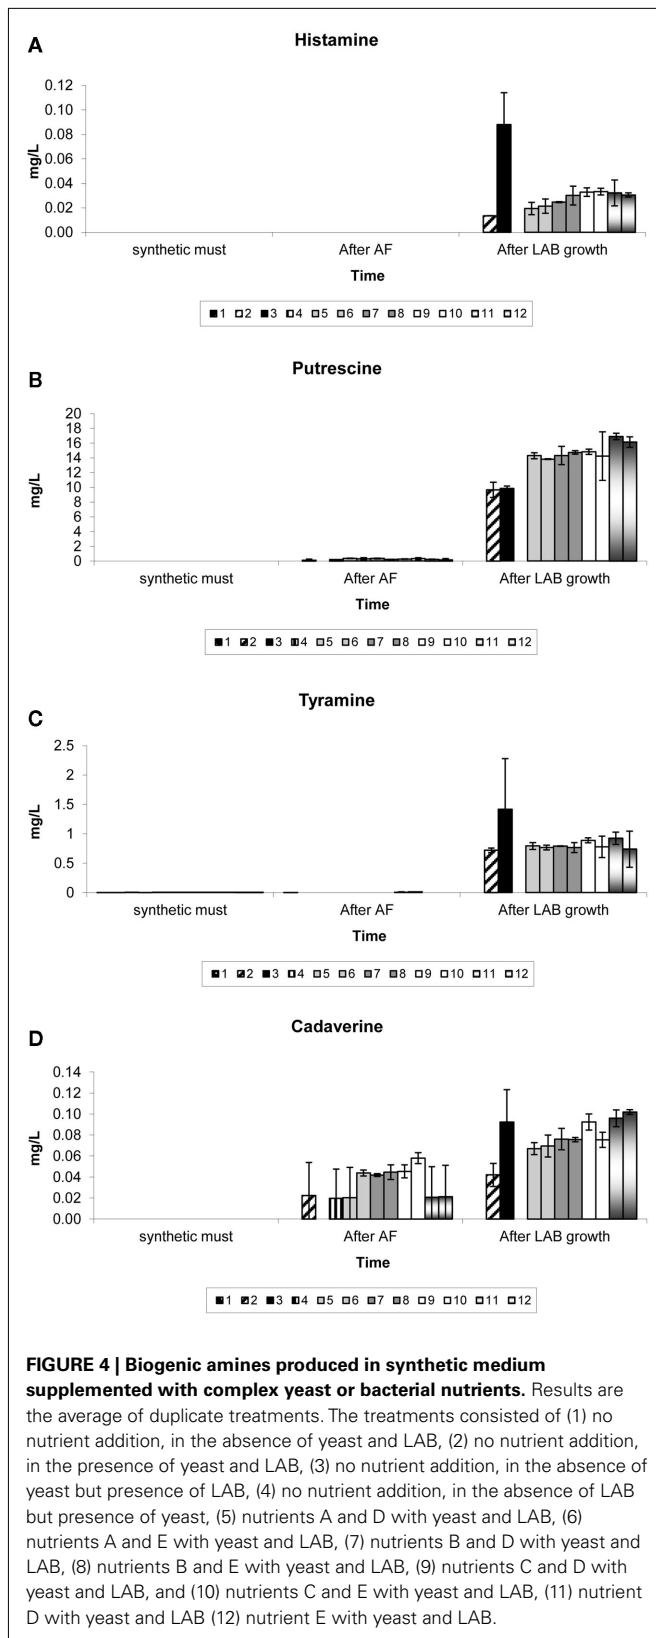 A
Histamine
0.12
0.10
0.08
0.06
0.04
0.02
0.00
mg/L
synthetic must After AF After LAB growth
Time
1 2 3 4 5 6 7 8 9 10 11 12
B
Putrescine
20
18
16
14
12
10
8
6
4
2
0
mg/L
synthetic must After AF After LAB growth
Time
1 2 3 4 5 6 7 8 9 10 11 12
C
Tyramine
2.5
2
1.5
1
0.5
0
mg/L
synthetic must After AF After LAB growth
Time
1 2 3 4 5 6 7 8 9 10 11 12
D
Cadaverine
0.14
0.12
0.10
0.08
0.06
0.04
0.02
0.00
mg/L
synthetic must After AF After LAB growth
Time
1 2 3 4 5 6 7 8 9 10 11 12
FIGURE 4 | Biogenic amines produced in synthetic medium
supplemented with complex yeast or bacterial nutrients. Results are
the average of duplicate treatments. The treatments consisted of (1) no
nutrient addition, in the absence of yeast and LAB, (2) no nutrient addition,
in the presence of yeast and LAB, (3) no nutrient addition, in the absence of
yeast but presence of LAB, (4) no nutrient addition, in the absence of LAB
but presence of yeast, (5) nutrients A and D with yeast and LAB, (6)
nutrients A and E with yeast and LAB, (7) nutrients B and D with yeast and
LAB, (8) nutrients B and E with yeast and LAB, (9) nutrients C and D with
yeast and LAB, and (10) nutrients C and E with yeast and LAB, (11) nutrient
D with yeast and LAB (12) nutrient E with yeast and LAB.